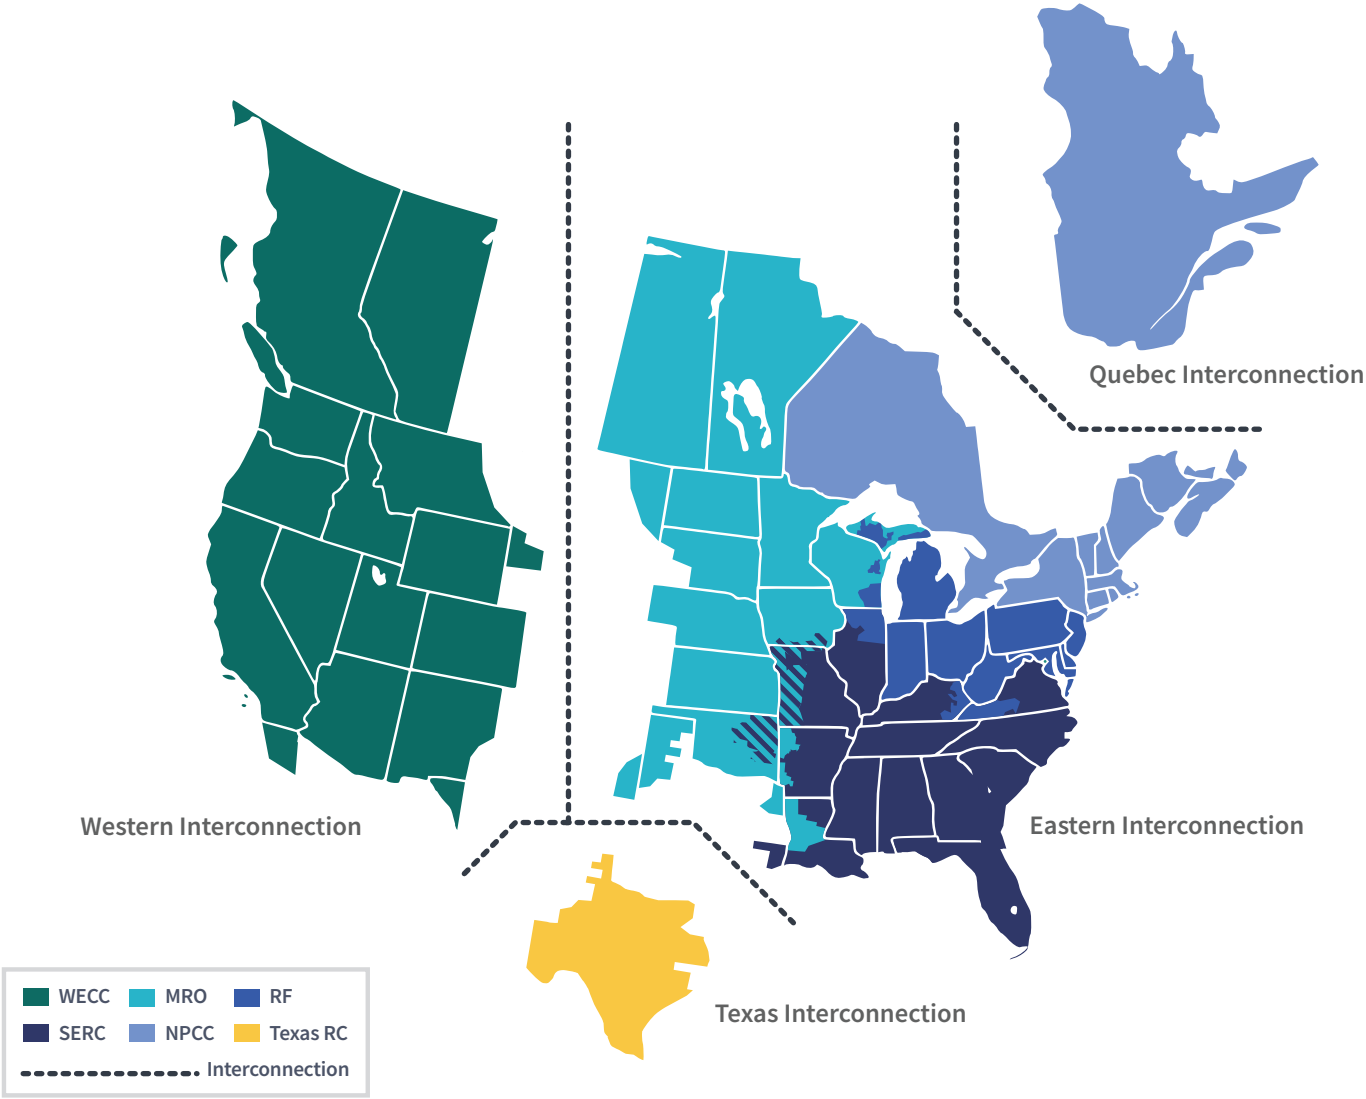 Quebec Interconnection
Western Interconnection
Eastern Interconnection
Texas Interconnection
WECC MRO RF
SERC NPCC Texas RC
Interconnection